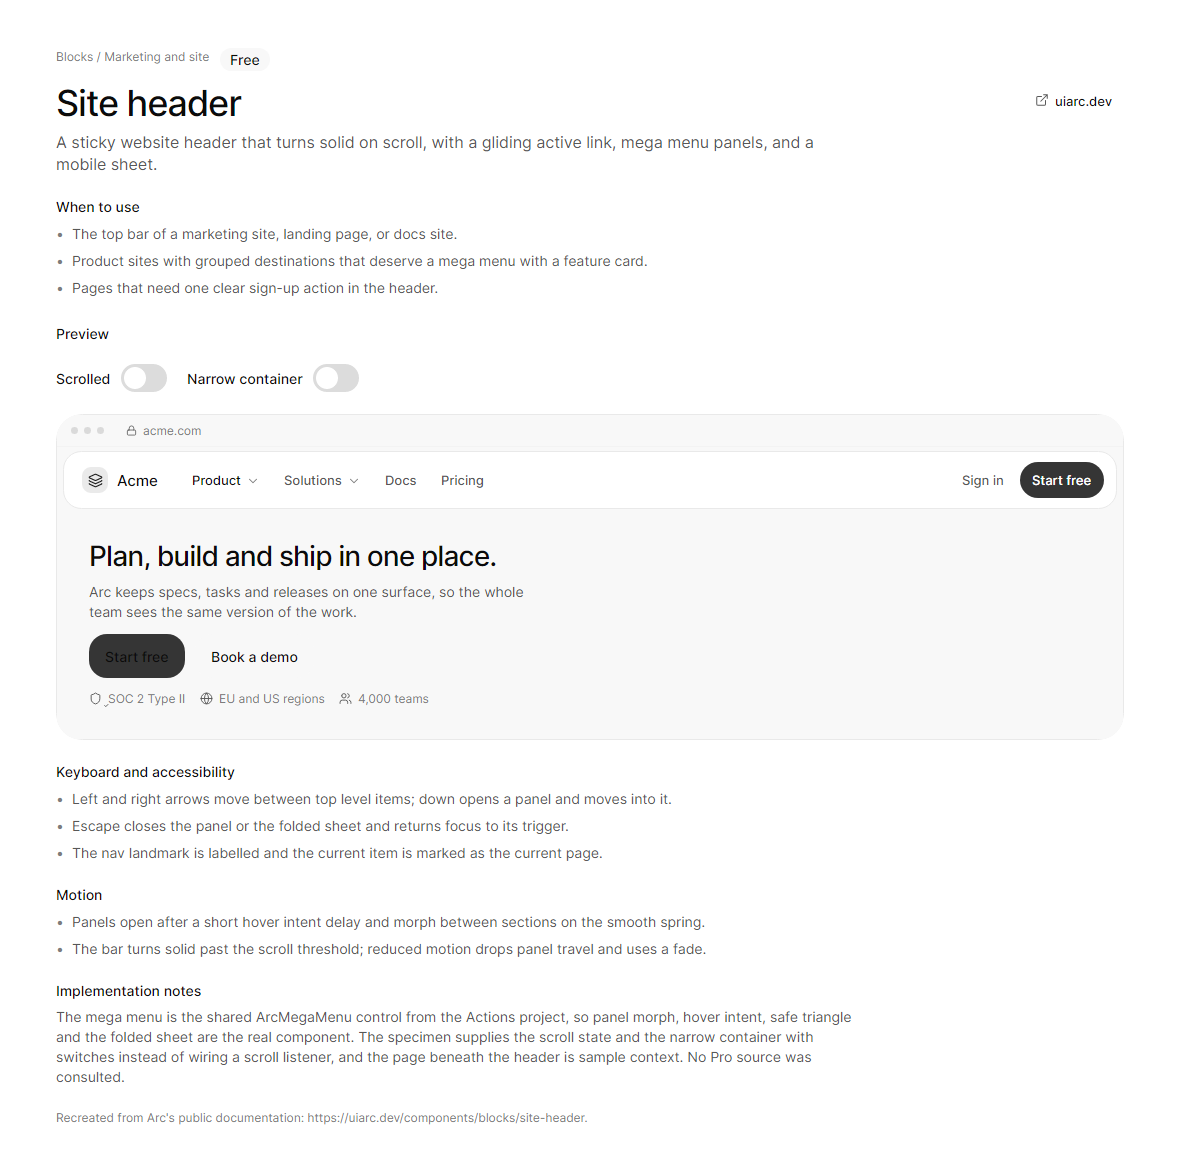 Blocks / Marketing and site Free
Site header
uiarc.dev
A sticky website header that turns solid on scroll, with a gliding active link, mega menu panels, and a
mobile sheet.
When to use
• The top bar of a marketing site, landing page, or docs site.
• Product sites with grouped destinations that deserve a mega menu with a feature card.
• Pages that need one clear sign-up action in the header.
Preview
Scrolled Narrow container
acme.com
Acme Product Solutions Docs Pricing Sign in Start free
Plan, build and ship in one place.
Arc keeps specs, tasks and releases on one surface, so the whole
team sees the same version of the work.
Start free Book a demo
SOC 2 Type II EU and US regions 4,000 teams
Keyboard and accessibility
• Left and right arrows move between top level items; down opens a panel and moves into it.
• Escape closes the panel or the folded sheet and returns focus to its trigger.
• The nav landmark is labelled and the current item is marked as the current page.
Motion
• Panels open after a short hover intent delay and morph between sections on the smooth spring.
• The bar turns solid past the scroll threshold; reduced motion drops panel travel and uses a fade.
Implementation notes
The mega menu is the shared ArcMegaMenu control from the Actions project, so panel morph, hover intent, safe triangle
and the folded sheet are the real component. The specimen supplies the scroll state and the narrow container with
switches instead of wiring a scroll listener, and the page beneath the header is sample context. No Pro source was
consulted.
Recreated from Arc's public documentation: https://uiarc.dev/components/blocks/site-header.